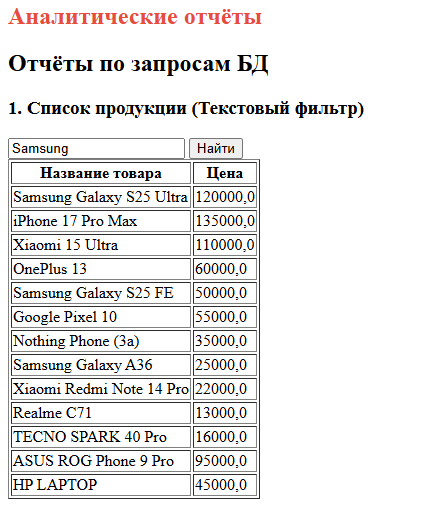 Аналитические отчёты
Отчёты по запросам БД
1. Список продукции (Текстовый фильтр)
Samsung Найти
Название товара Цена
Samsung Galaxy S25 Ultra 120000,0
iPhone 17 Pro Max 135000,0
Xiaomi 15 Ultra 110000,0
OnePlus 13 60000,0
Samsung Galaxy S25 FE 50000,0
Google Pixel 10 55000,0
Nothing Phone (3a) 35000,0
Samsung Galaxy A36 25000,0
Xiaomi Redmi Note 14 Pro 22000,0
Realme C71 13000,0
TECNO SPARK 40 Pro 16000,0
ASUS ROG Phone 9 Pro 95000,0
HP LAPTOP 45000,0